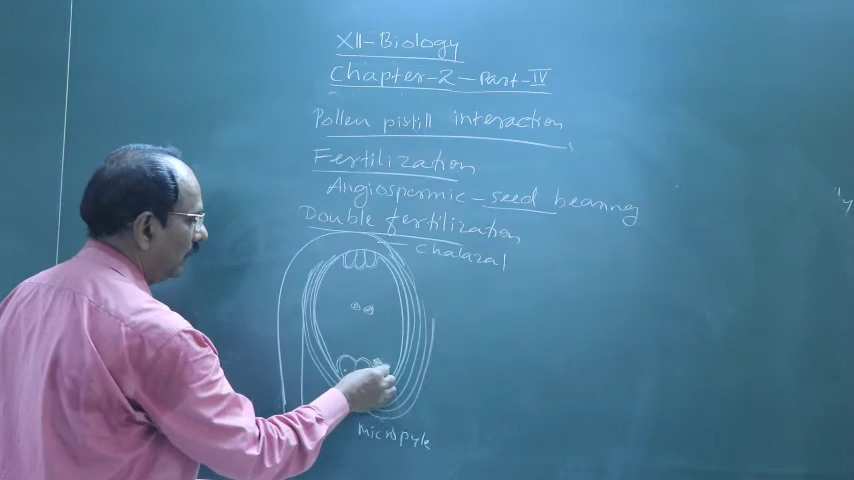 XII-Biology
Chapter-2-Part-IV
Pollen pistill interaction
Fertilization
Angiospermic - seed bearing
Double fertilization
chalazal
micropyle